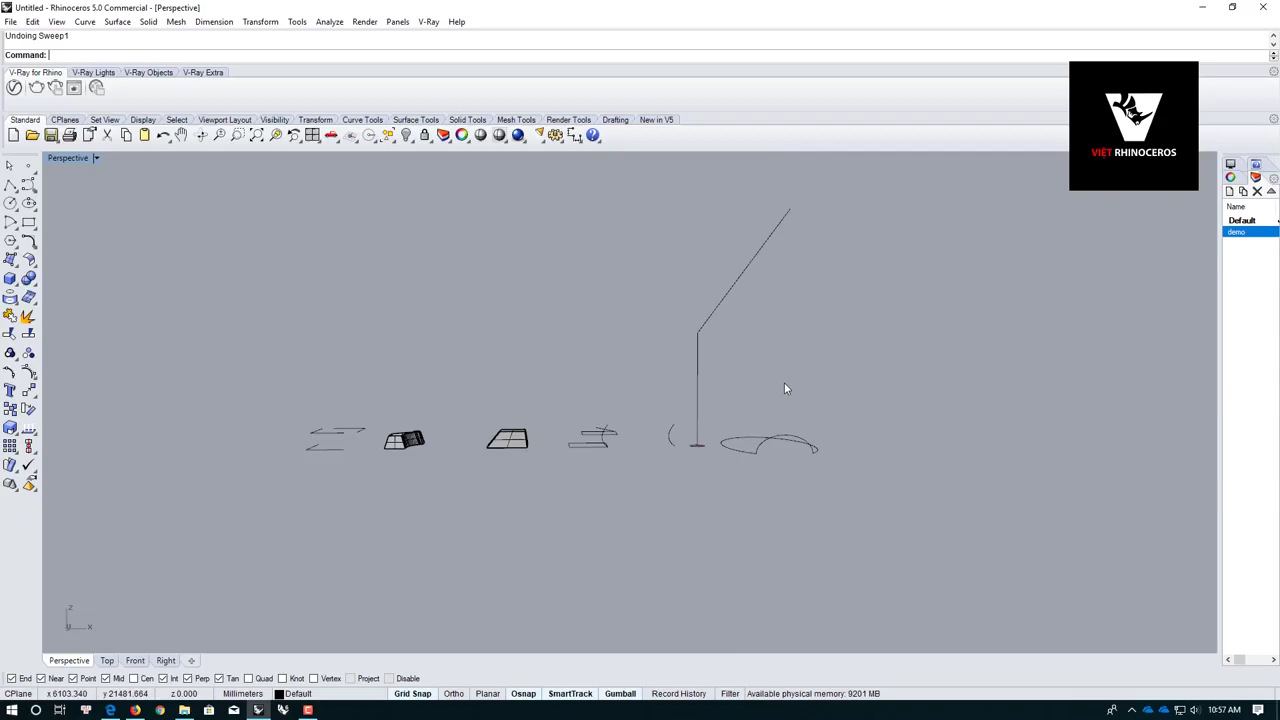 Untitled - Rhinoceros 5.0 Commercial - [Perspective]
File Edit View Curve Surface Solid Mesh Dimension Transform Tools Analyze Render Panels V-Ray Help
Undoing Sweep1
Command:
V-Ray for Rhino V-Ray Lights V-Ray Objects V-Ray Extra
VIỆT RHINOCEROS
Standard CPlanes Set View Display Select Viewport Layout Visibility Transform Curve Tools Surface Tools Solid Tools Mesh Tools Render Tools Drafting New in V5
Perspective
Name
Default
demo
z
y x
Perspective Top Front Right
End Near Point Mid Cen Int Perp Tan Quad Knot Vertex Project Disable
CPlane x 6103.340 y 21481.664 z 0.000 Millimeters Default Grid Snap Ortho Planar Osnap SmartTrack Gumball Record History Filter Available physical memory: 9201 MB
10:57 AM